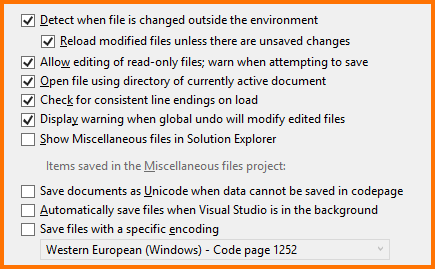 Detect when file is changed outside the environment
Reload modified files unless there are unsaved changes
Allow editing of read-only files; warn when attempting to save
Open file using directory of currently active document
Check for consistent line endings on load
Display warning when global undo will modify edited files
Show Miscellaneous files in Solution Explorer
Items saved in the Miscellaneous files project:
Save documents as Unicode when data cannot be saved in codepage
Automatically save files when Visual Studio is in the background
Save files with a specific encoding
Western European (Windows) - Code page 1252